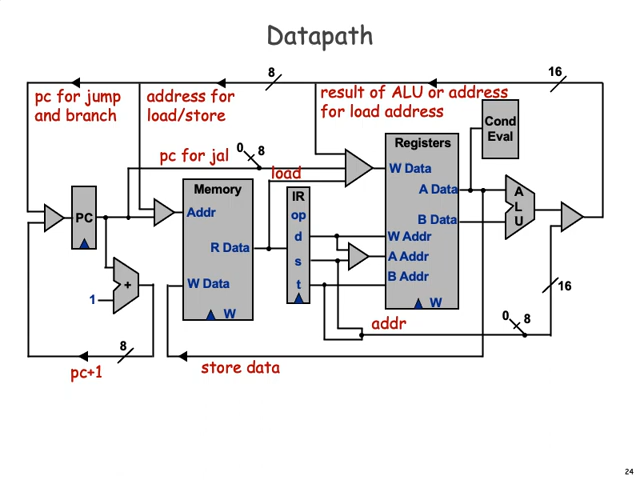 Datapath
8
16
pc for jump
and branch
address for
load/store
result of ALU or address
for load address
Cond
Eval
pc for jal
0
8
load
Registers
W Data
A Data
B Data
W Addr
A Addr
B Addr
W
A
L
U
PC
Memory
Addr
R Data
W Data
W
IR
op
d
s
t
+
1
16
0
8
addr
8
pc+1
store data
24